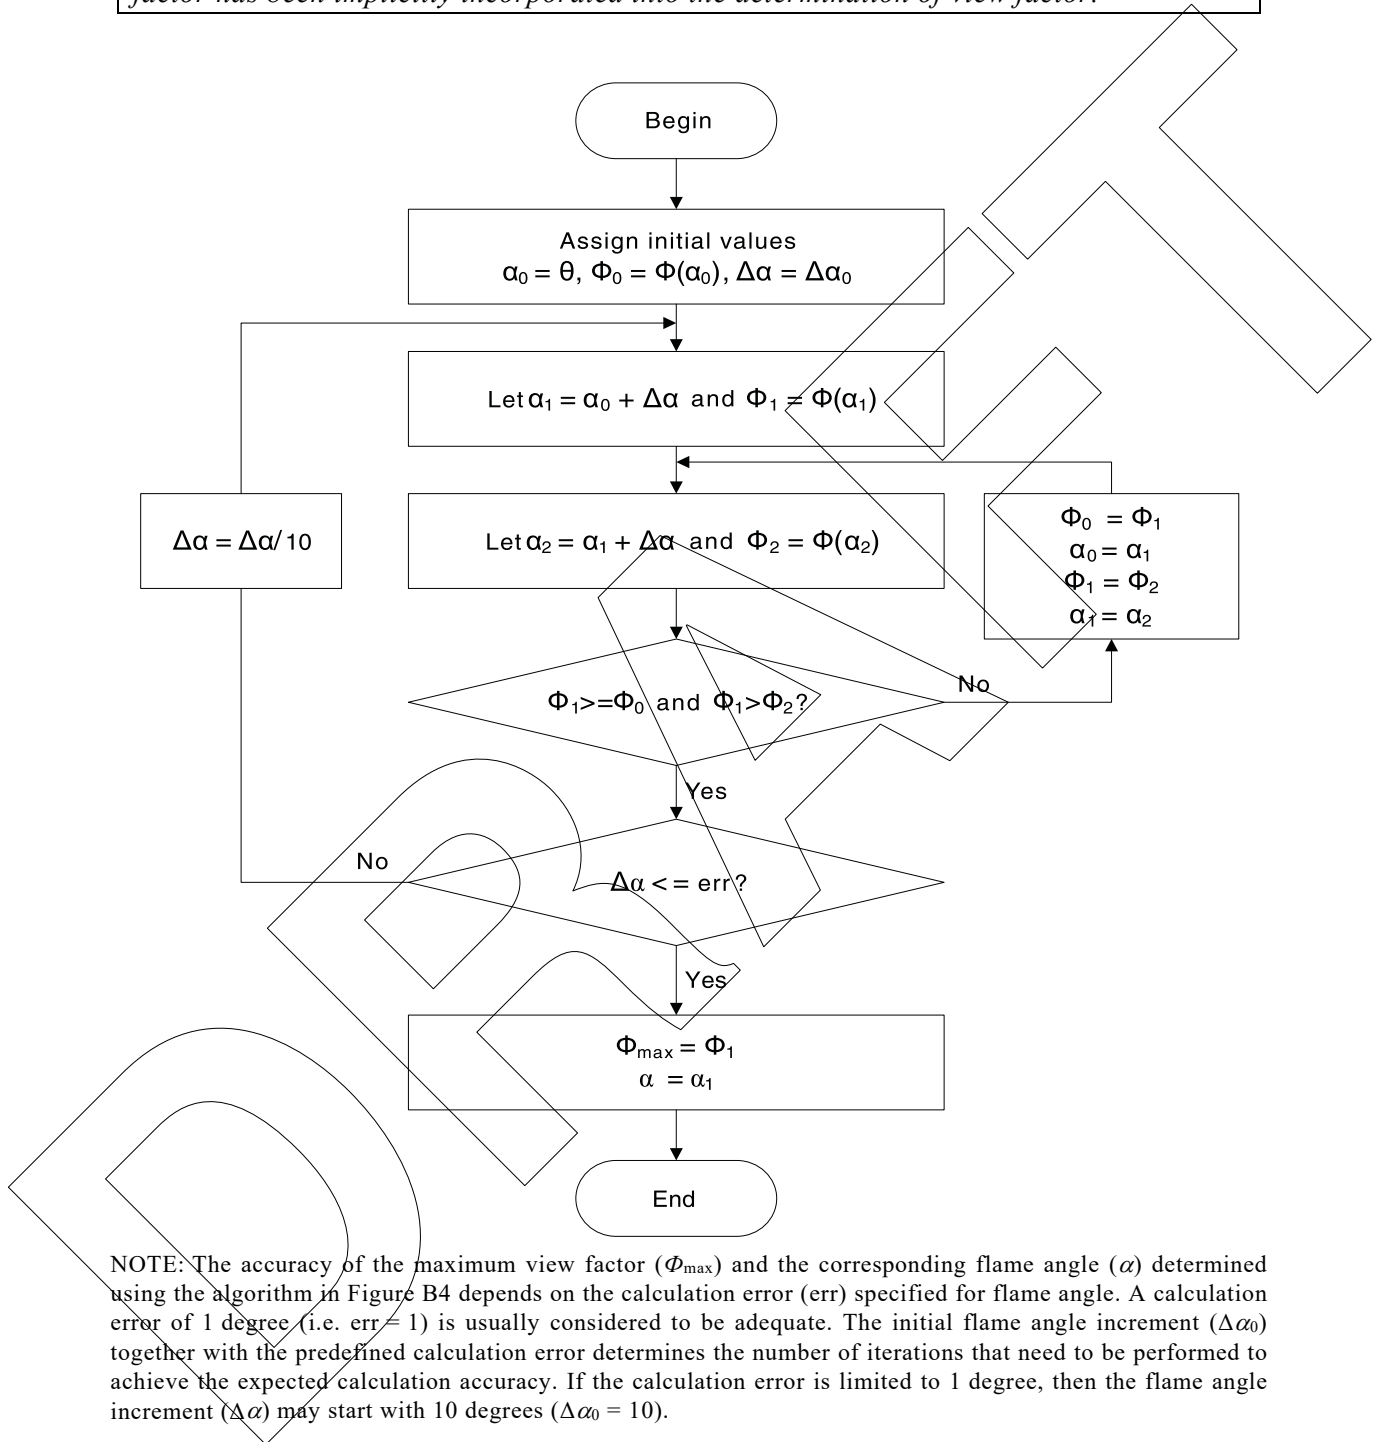 factor has been implicitly incorporated into the determination of view factor.
Begin
Assign initial values
α0 = θ, Φ0 = Φ(α0), Δα = Δα0
Let α1 = α0 + Δα and Φ1 = Φ(α1)
Δα = Δα/10
Let α2 = α1 + Δα and Φ2 = Φ(α2)
Φ0 = Φ1
α0 = α1
Φ1 = Φ2
α1 = α2
Φ1>=Φ0 and Φ1>Φ2?
No
Yes
No
Δα <= err?
Yes
Φmax = Φ1
α = α1
End
NOTE: The accuracy of the maximum view factor (Φmax) and the corresponding flame angle (α) determined
using the algorithm in Figure B4 depends on the calculation error (err) specified for flame angle. A calculation
error of 1 degree (i.e. err = 1) is usually considered to be adequate. The initial flame angle increment (Δα0)
together with the predefined calculation error determines the number of iterations that need to be performed to
achieve the expected calculation accuracy. If the calculation error is limited to 1 degree, then the flame angle
increment (Δα) may start with 10 degrees (Δα0 = 10).
DRAFT